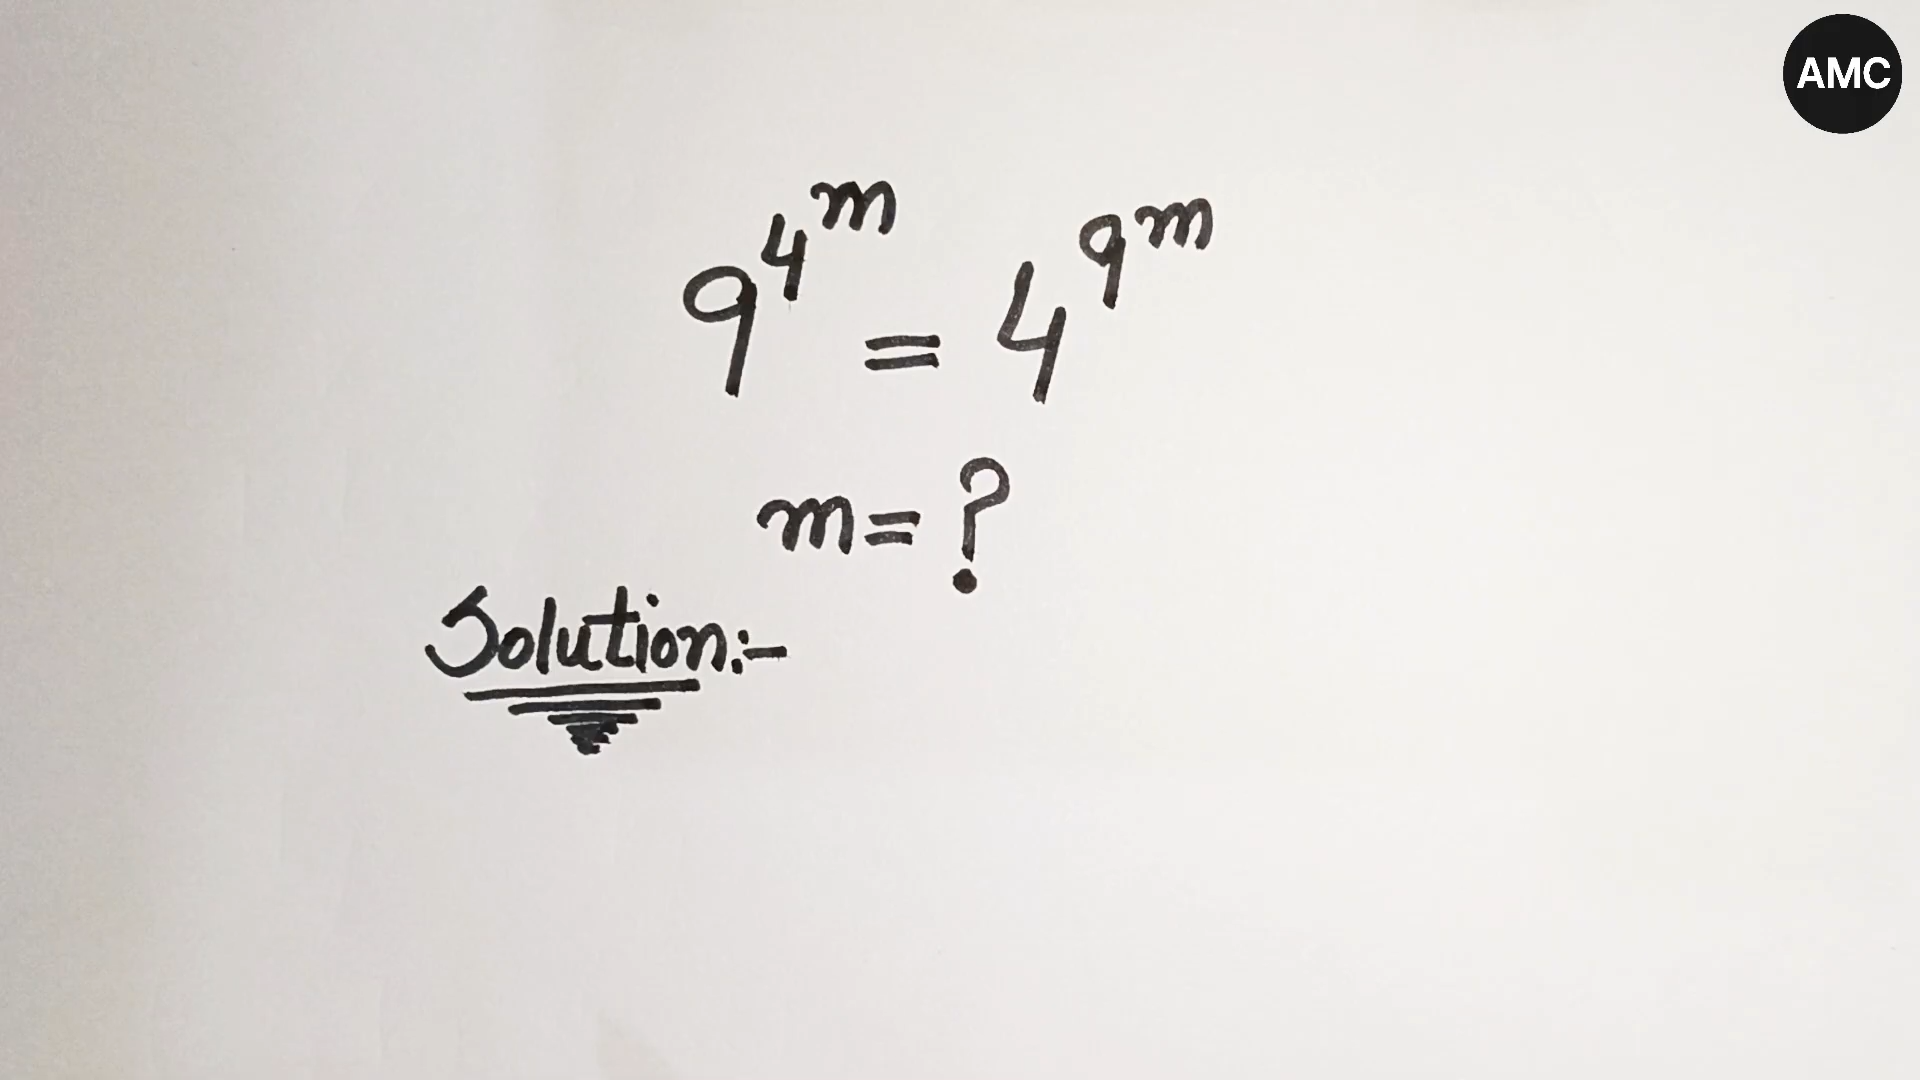 AMC
9^{4^m} = 4^{9^m}
m = ?
Solution:-